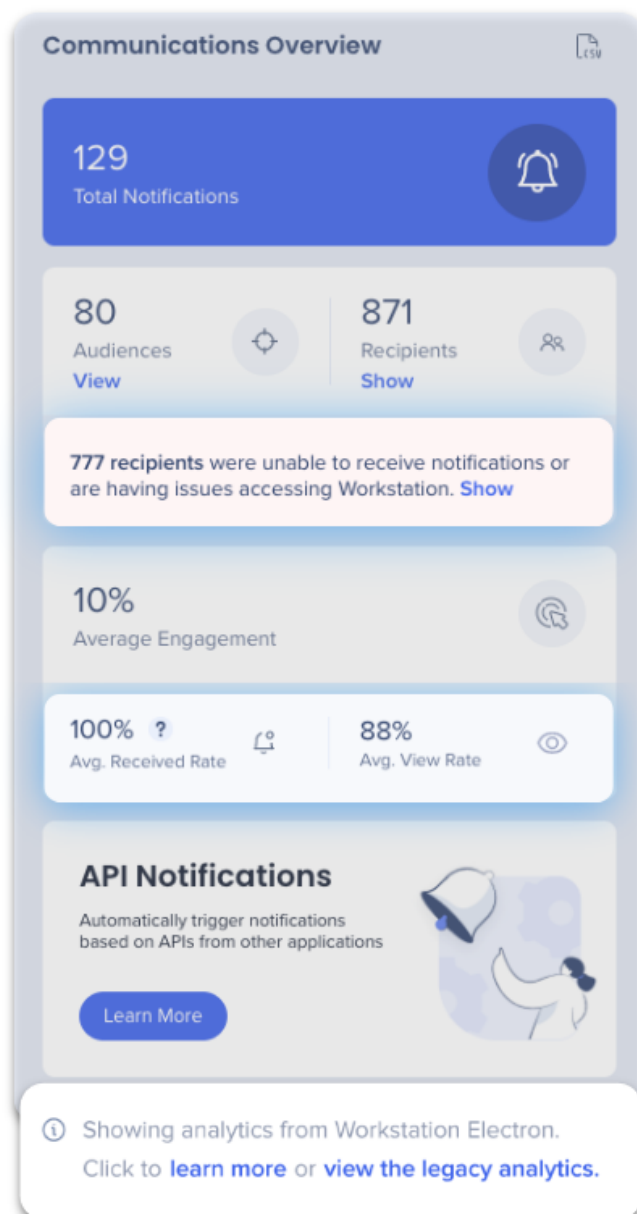 Communications Overview
.csv
129
Total Notifications
80
Audiences
View
871
Recipients
Show
777 recipients were unable to receive notifications or
are having issues accessing Workstation. Show
10%
Average Engagement
100% ?
Avg. Received Rate
88%
Avg. View Rate
API Notifications
Automatically trigger notifications
based on APIs from other applications
Learn More
Showing analytics from Workstation Electron.
Click to learn more or view the legacy analytics.